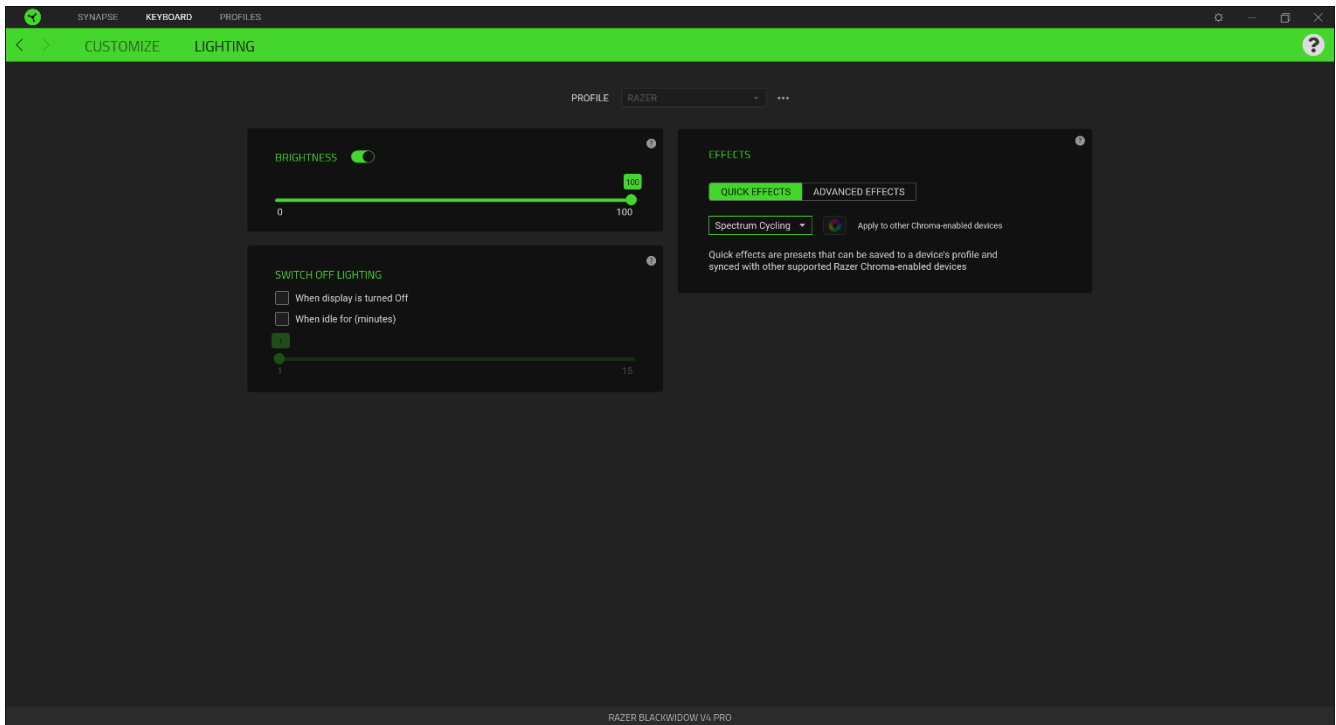 SYNAPSE KEYBOARD PROFILES
CUSTOMIZE LIGHTING
?
PROFILE RAZER
BRIGHTNESS
?
100
0 100
SWITCH OFF LIGHTING
?
When display is turned Off
When idle for (minutes)
1
1 15
EFFECTS
?
QUICK EFFECTS ADVANCED EFFECTS
Spectrum Cycling Apply to other Chroma-enabled devices
Quick effects are presets that can be saved to a device's profile and
synced with other supported Razer Chroma-enabled devices
RAZER BLACKWIDOW V4 PRO